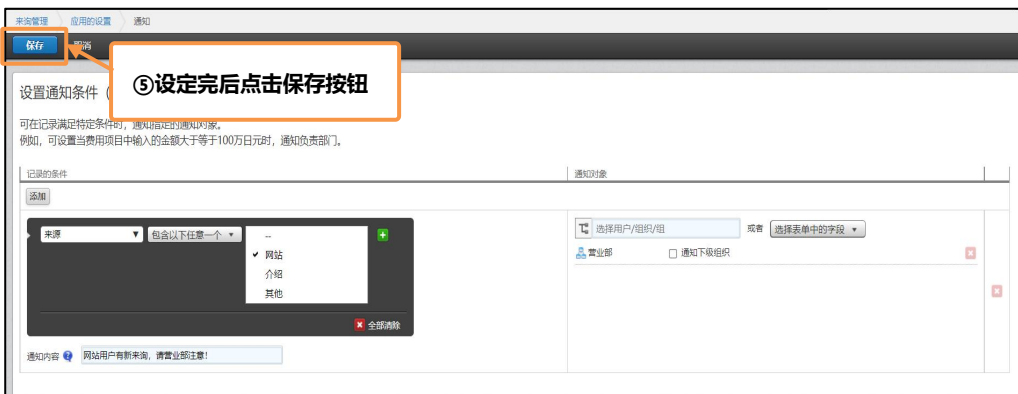 来询管理 应用的设置 通知
保存 取消
⑤设定完后点击保存按钮
设置通知条件（
可在记录满足特定条件时，通知指定的通知对象。
例如，可设置当费用项目中输入的金额大于等于100万日元时，通知负责部门。
记录的条件 通知对象
添加
来源 包含以下任意一个 --
网站
介绍
其他
全部清除
选择用户/组织/组 或者 选择表单中的字段
营业部 通知下级组织
通知内容 网站用户有新来询，请营业部注意！